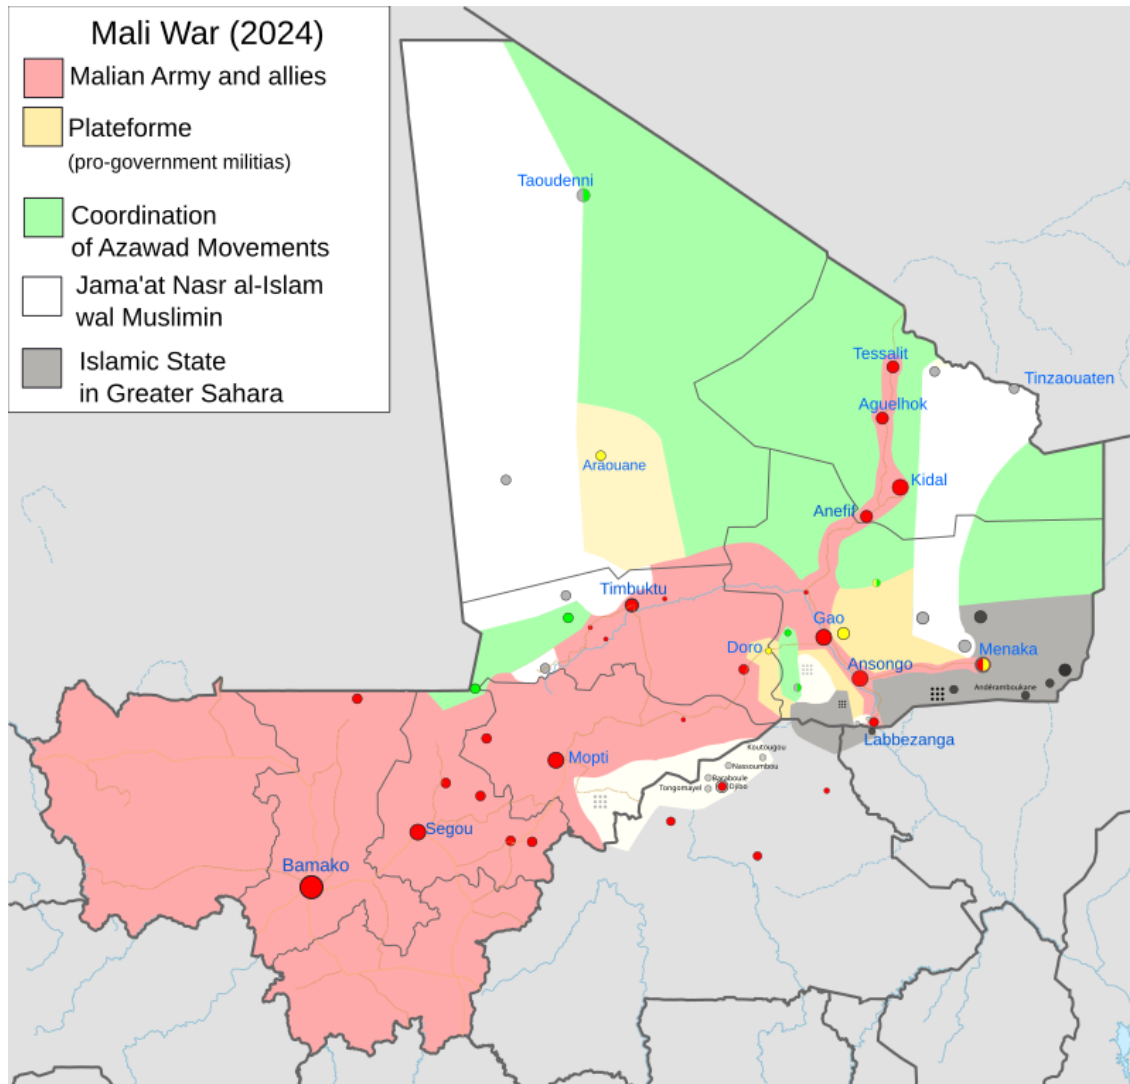 Mali War (2024)
Malian Army and allies
Plateforme
(pro-government militias)
Coordination
of Azawad Movements
Jama'at Nasr al-Islam
wal Muslimin
Islamic State
in Greater Sahara
Taoudenni
Tessalit
Tinzaouaten
Aguelhok
Araouane
Kidal
Anefif
Timbuktu
Gao
Doro
Menaka
Ansongo
Andéramboukane
Labbezanga
Koutougou
Mopti
Nassoumbou
Baraboule
Tongomayel
Djibo
Segou
Bamako